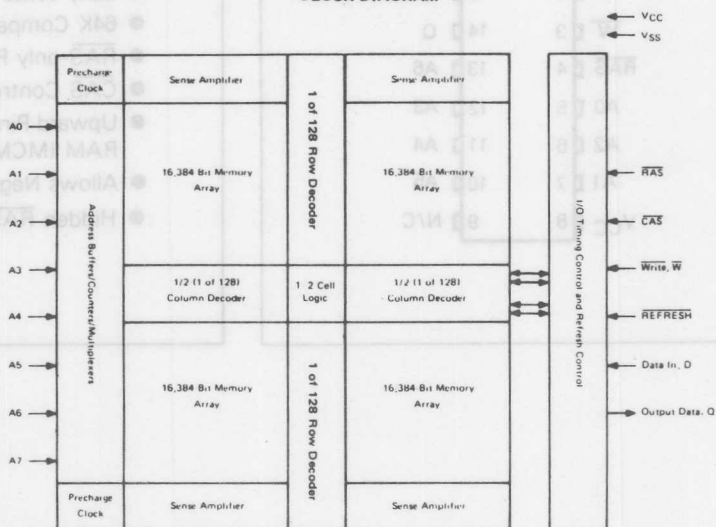 BLOCK DIAGRAM
VCC
VSS
Precharge
Clock
Sense Amplifier
1 of 128 Row Decoder
Sense Amplifier
A0
A1
A2
A3
A4
A5
A6
A7
Address Buffers/Counters/Multiplexers
16,384 Bit Memory
Array
16,384 Bit Memory
Array
1/2 (1 of 128)
Column Decoder
1-2 Cell
Logic
1/2 (1 of 128)
Column Decoder
16,384 Bit Memory
Array
1 of 128 Row Decoder
16,384 Bit Memory
Array
Precharge
Clock
Sense Amplifier
Sense Amplifier
I/O Timing Control and Refresh Control
RAS
CAS
Write, W
REFRESH
Data In, D
Output Data, Q